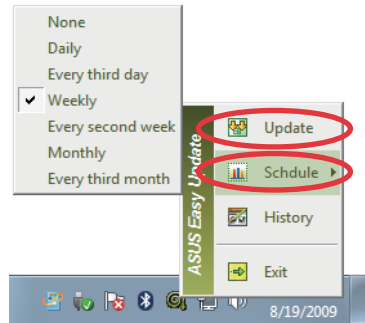 None
Daily
Every third day
Weekly
Every second week
Monthly
Every third month
ASUS Easy Update
Update
Schdule
History
Exit
8/19/2009